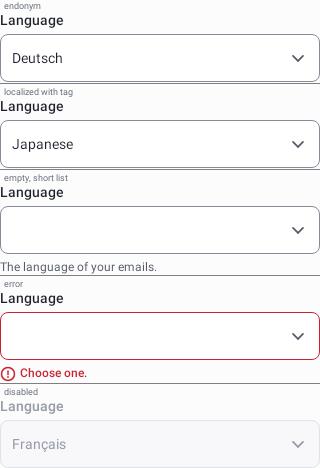 endonym
Language
Deutsch
localized with tag
Language
Japanese
empty, short list
Language
The language of your emails.
error
Language
Choose one.
disabled
Language
Français